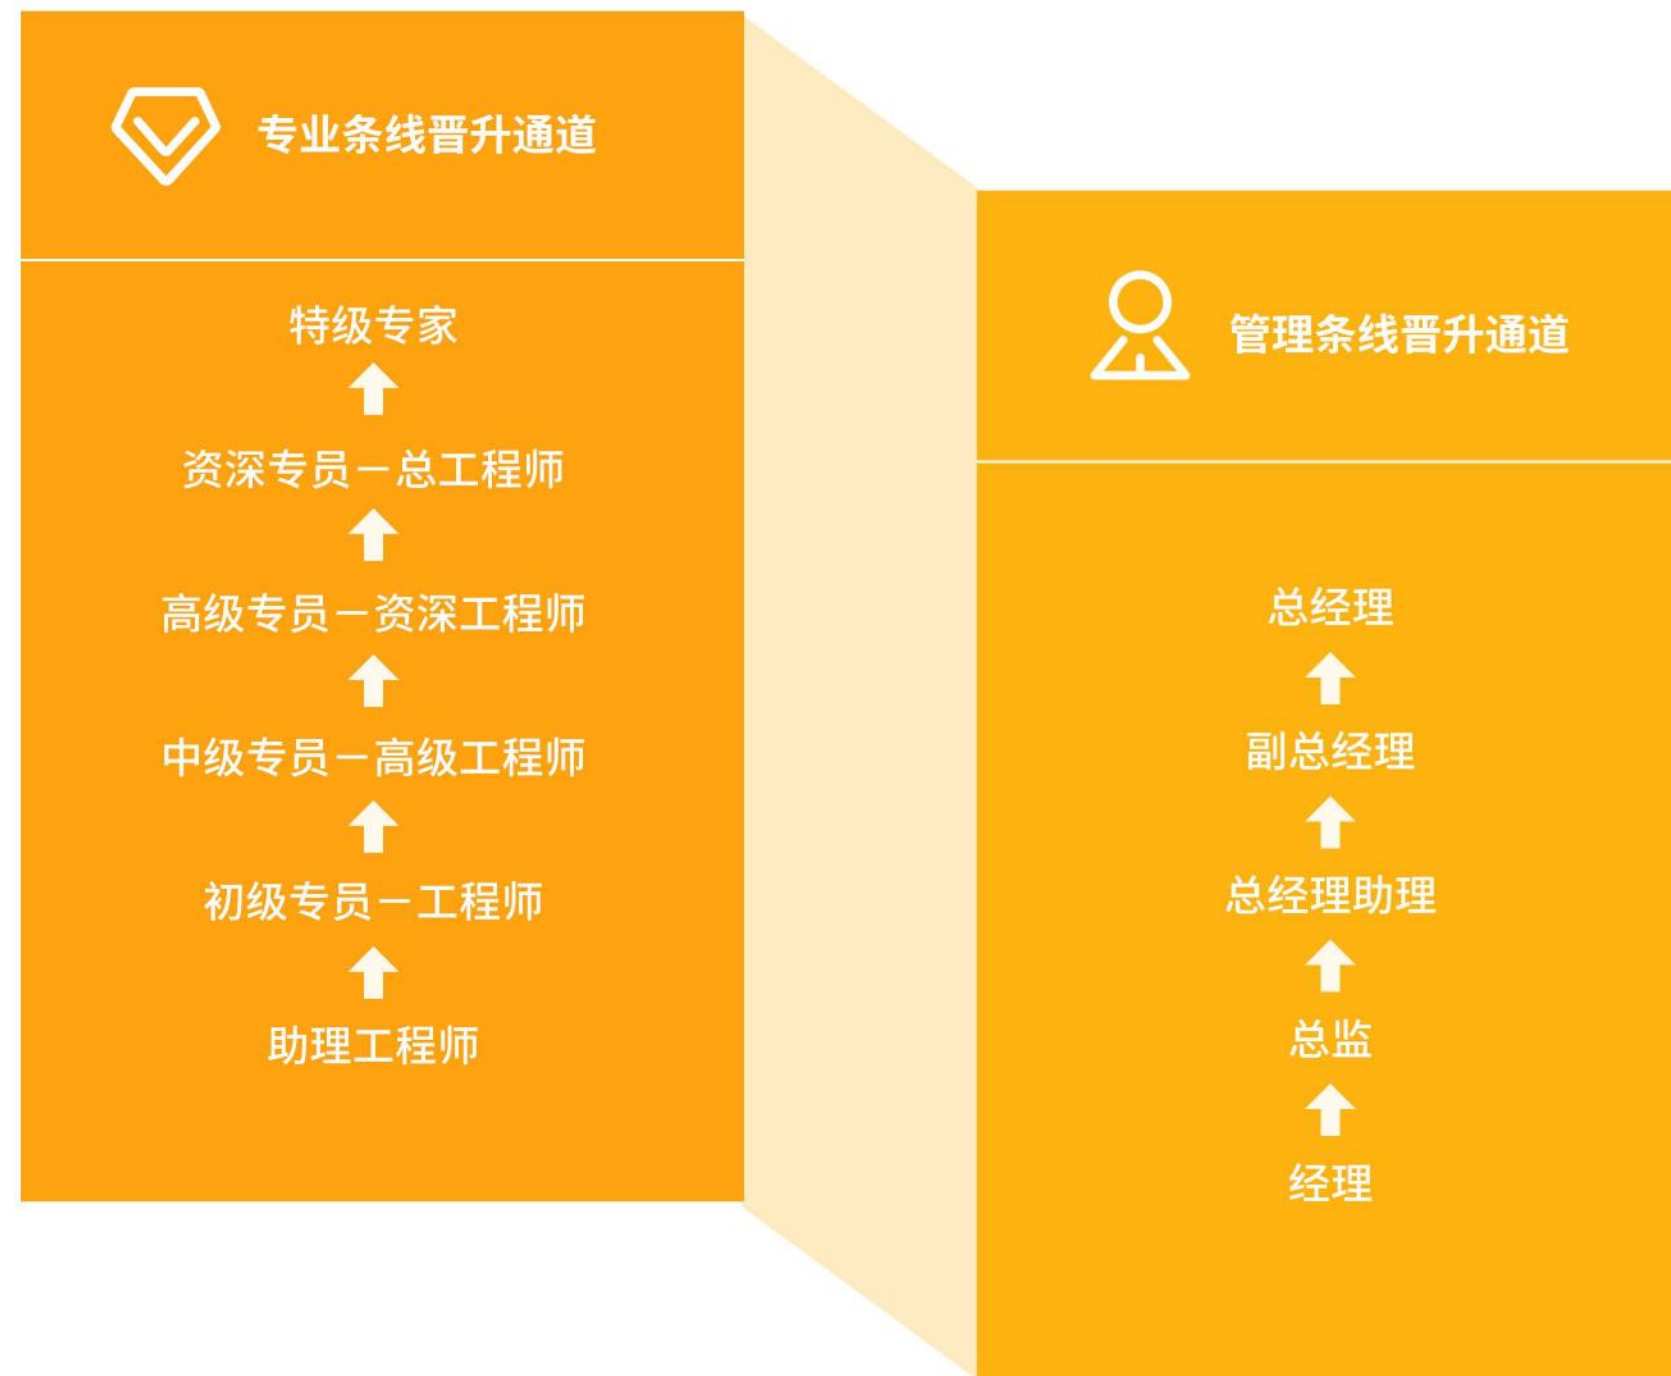 专业条线晋升通道
特级专家
资深专员－总工程师
高级专员－资深工程师
中级专员－高级工程师
初级专员－工程师
助理工程师
管理条线晋升通道
总经理
副总经理
总经理助理
总监
经理